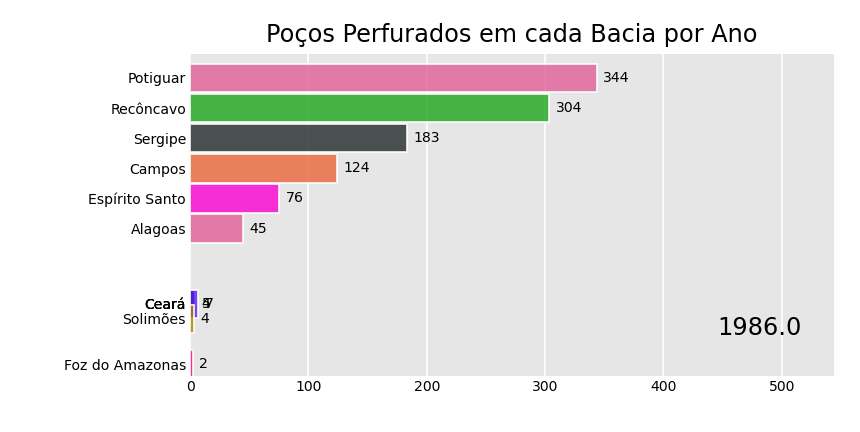 Poços Perfurados em cada Bacia por Ano
Potiguar 344
Recôncavo 304
Sergipe 183
Campos 124
Espírito Santo 76
Alagoas 45
Ceará
Solimões 4
1986.0
Foz do Amazonas 2
0 100 200 300 400 500